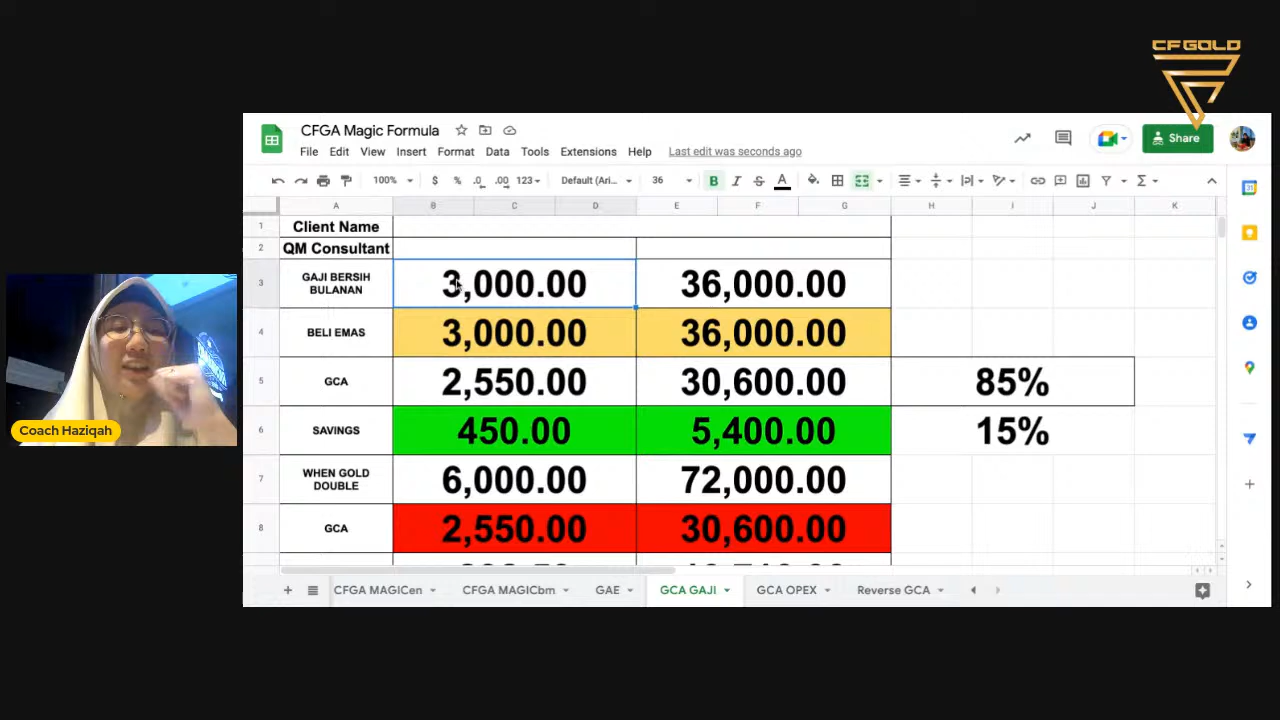 CFGOLD
CFGA Magic Formula
Share
File Edit View Insert Format Data Tools Extensions Help Last edit was seconds ago
100% $ % .0 .00 123 Default (Ari... 36 B I S A
A B C D E F G H I J K
1 Client Name
2 QM Consultant
3 GAJI BERSIH BULANAN 3,000.00 36,000.00
4 BELI EMAS 3,000.00 36,000.00
5 GCA 2,550.00 30,600.00 85%
6 SAVINGS 450.00 5,400.00 15%
7 WHEN GOLD DOUBLE 6,000.00 72,000.00
8 GCA 2,550.00 30,600.00
Coach Haziqah
CFGA MAGICen CFGA MAGICbm GAE GCA GAJI GCA OPEX Reverse GCA